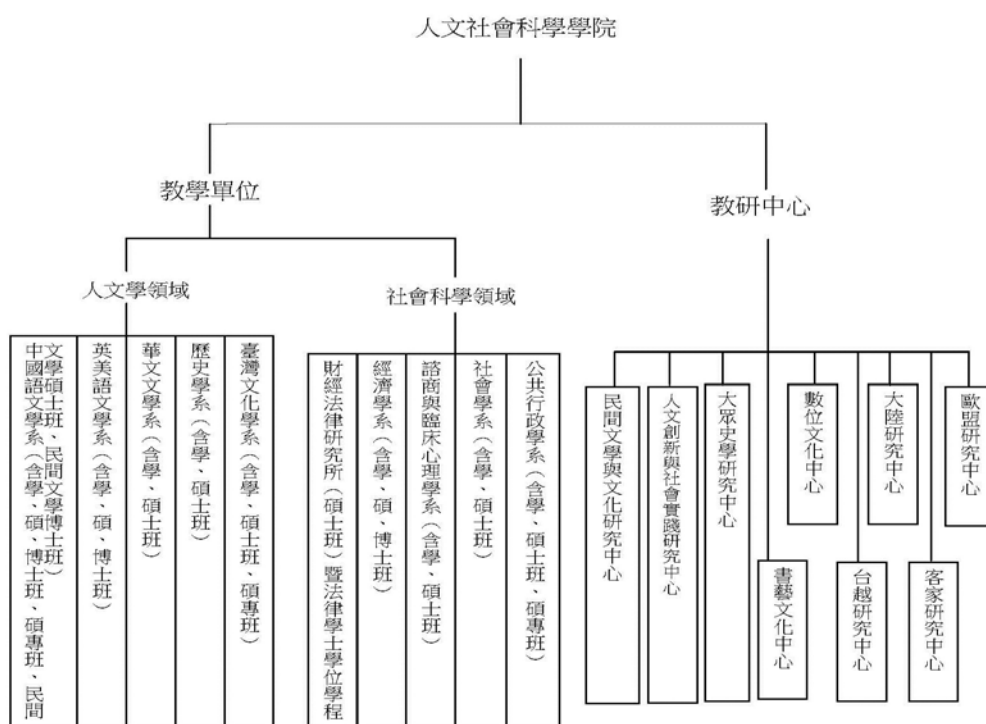 人文社會科學學院
教學單位
教研中心
人文學領域
社會科學領域
中國語文學系（含學、碩、博士班、碩專班、民間
文學碩士班、民間文學博士班）
英美語文學系（含學、碩、博士班）
華文文學系（含學、碩士班）
歷史學系（含學、碩士班）
臺灣文化學系（含學、碩士班、碩專班）
財經法律研究所（碩士班）暨法律學士學位學程
經濟學系（含學、碩、博士班）
諮商與臨床心理學系（含學、碩士班）
社會學系（含學、碩士班）
公共行政學系（含學、碩士班、碩專班）
民間文學與文化研究中心
人文創新與社會實踐研究中心
大眾史學研究中心
數位文化中心
大陸研究中心
歐盟研究中心
書藝文化中心
台越研究中心
客家研究中心